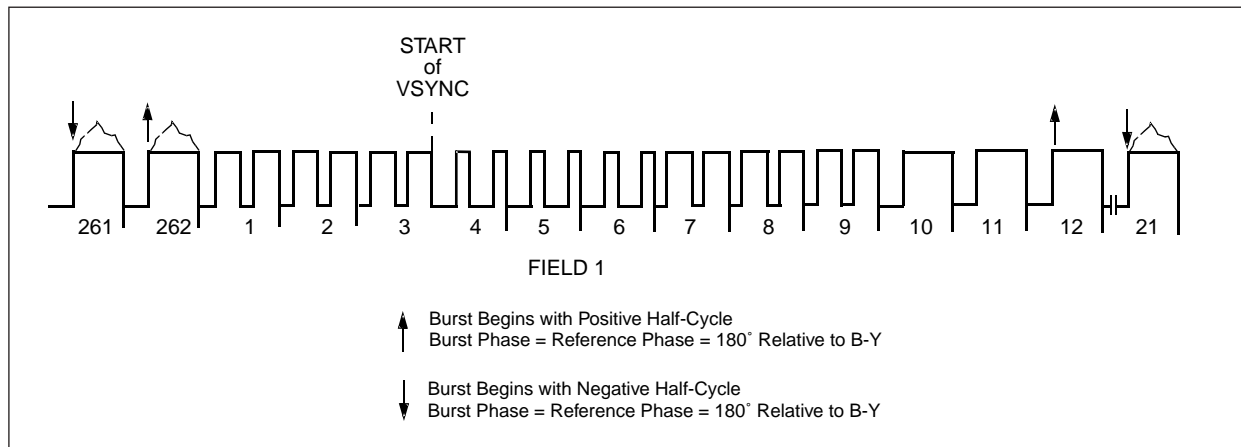 START
of
VSYNC
261 262 1 2 3 4 5 6 7 8 9 10 11 12 21
FIELD 1
Burst Begins with Positive Half-Cycle
Burst Phase = Reference Phase = 180˚ Relative to B-Y
Burst Begins with Negative Half-Cycle
Burst Phase = Reference Phase = 180˚ Relative to B-Y